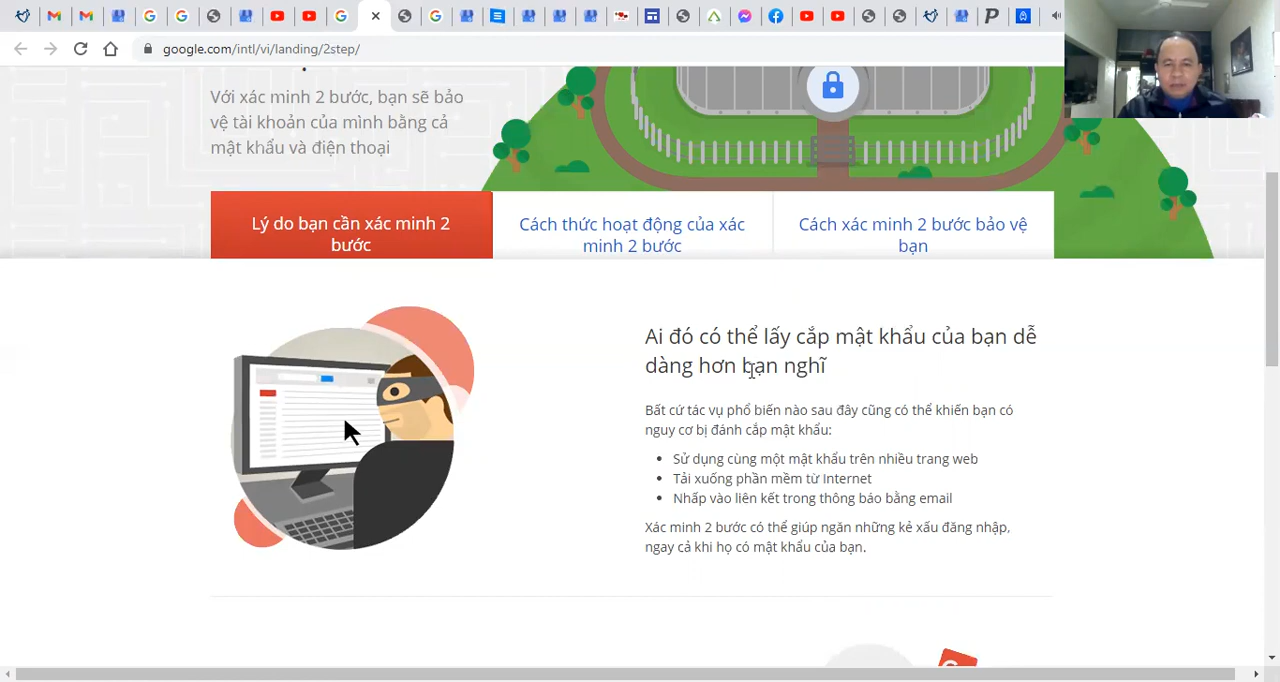 google.com/intl/vi/landing/2step/
Với xác minh 2 bước, bạn sẽ bảo
vệ tài khoản của mình bằng cả
mật khẩu và điện thoại
Lý do bạn cần xác minh 2
bước
Cách thức hoạt động của xác
minh 2 bước
Cách xác minh 2 bước bảo vệ
bạn
Ai đó có thể lấy cắp mật khẩu của bạn dễ
dàng hơn bạn nghĩ
Bất cứ tác vụ phổ biến nào sau đây cũng có thể khiến bạn có
nguy cơ bị đánh cắp mật khẩu:
Sử dụng cùng một mật khẩu trên nhiều trang web
Tải xuống phần mềm từ Internet
Nhấp vào liên kết trong thông báo bằng email
Xác minh 2 bước có thể giúp ngăn những kẻ xấu đăng nhập,
ngay cả khi họ có mật khẩu của bạn.